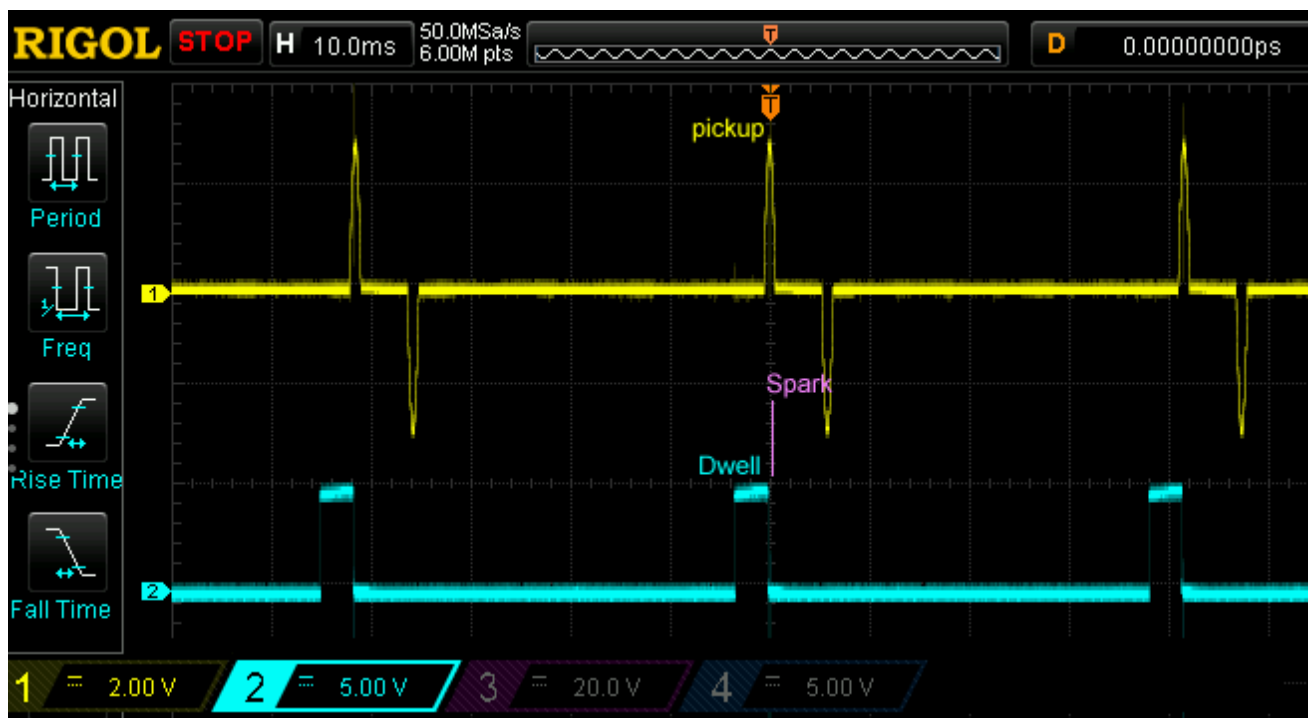 RIGOL STOP H 10.0ms 50.0MSa/s 6.00M pts T D 0.00000000ps
Horizontal
T
pickup
Period
1
1/
Freq
Spark
Dwell
Rise Time
2
Fall Time
1 2.00 V 2 5.00 V 3 20.0 V 4 5.00 V